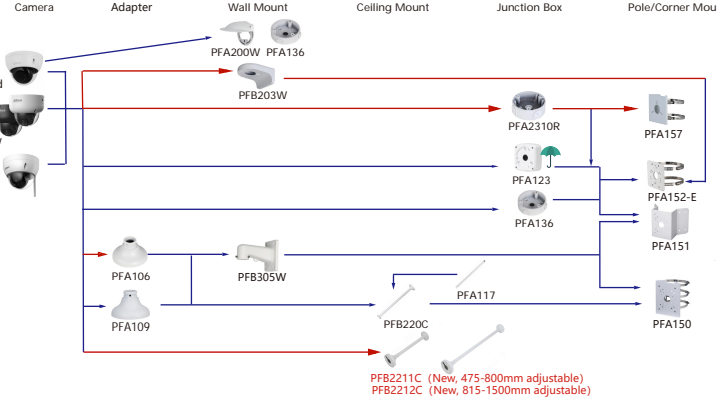 Camera Adapter Wall Mount Ceiling Mount Junction Box Pole/Corner Mou
PFA200W PFA136
PFB203W
PFA2310R
PFA157
PFA123
PFA152-E
PFA136
PFA151
PFA106
PFB305W
PFA117
PFA109
PFB220C
PFA150
PFB2211C (New, 475-800mm adjustable)
PFB2212C (New, 815-1500mm adjustable)